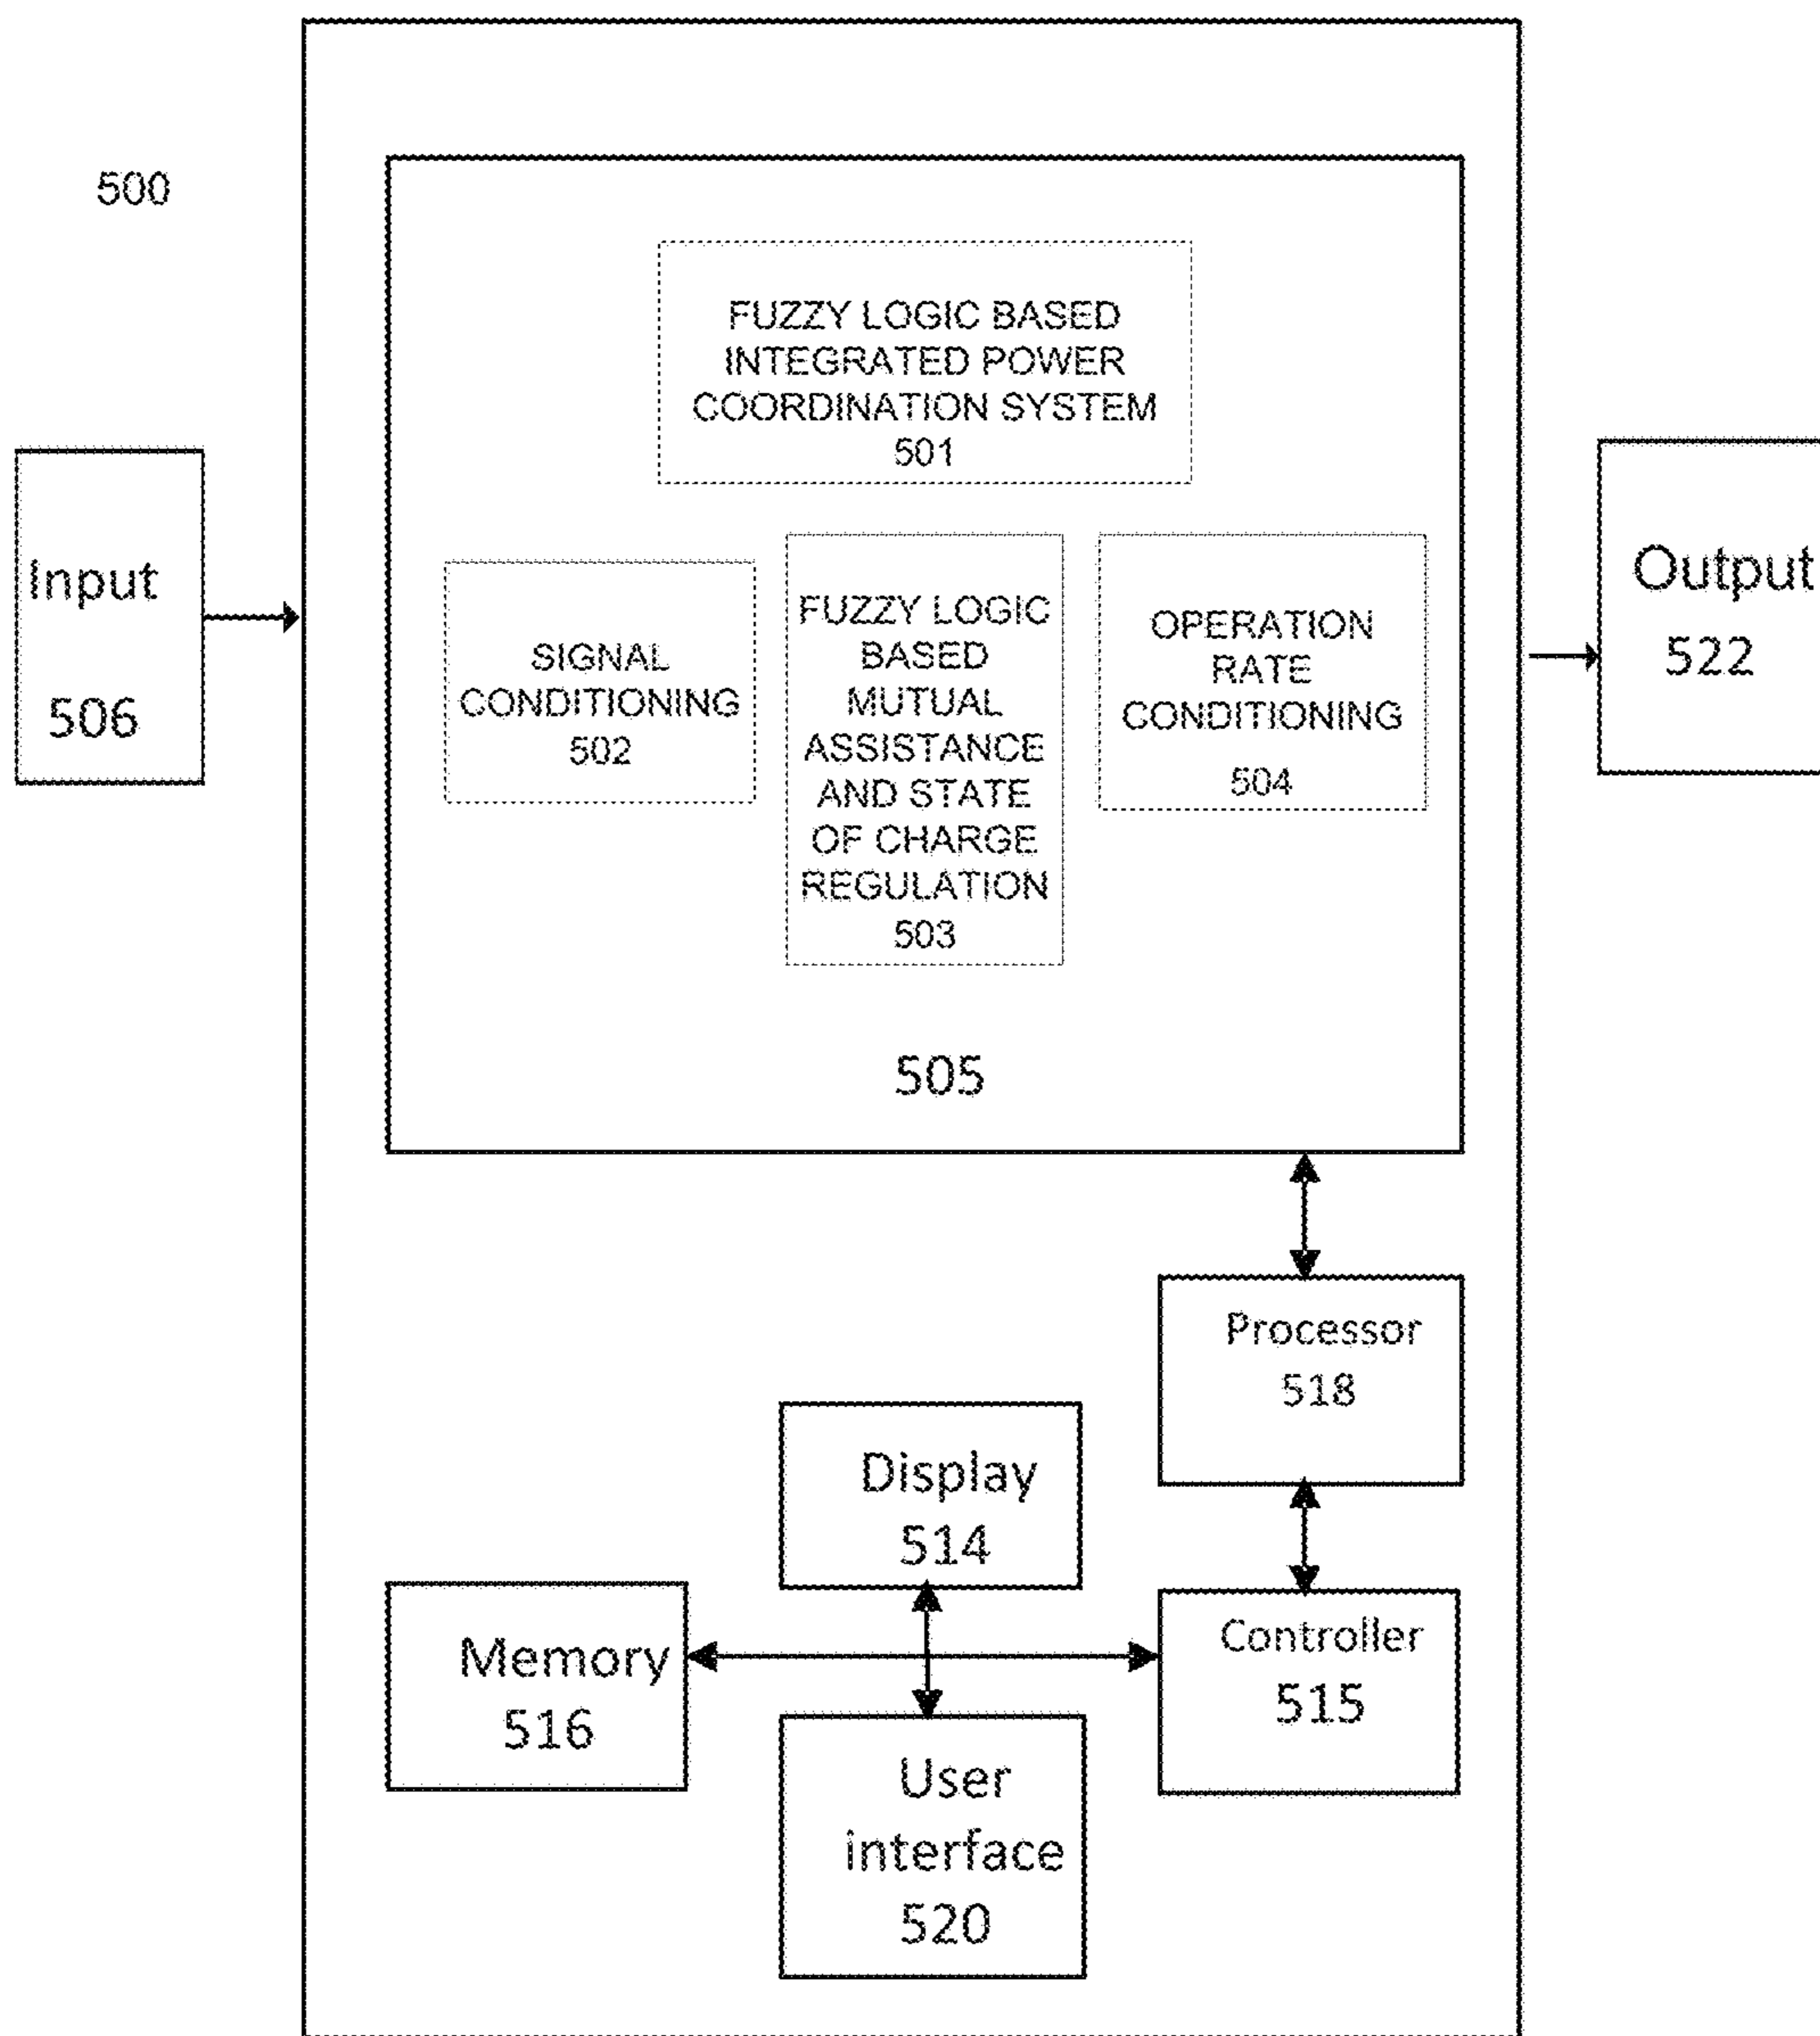 500
FUZZY LOGIC BASED
INTEGRATED POWER
COORDINATION SYSTEM
501
Input
506
SIGNAL
CONDITIONING
502
FUZZY LOGIC
BASED
MUTUAL
ASSISTANCE
AND STATE
OF CHARGE
REGULATION
503
OPERATION
RATE
CONDITIONING
504
Output
522
505
Processor
518
Display
514
Memory
516
Controller
515
User
interface
520